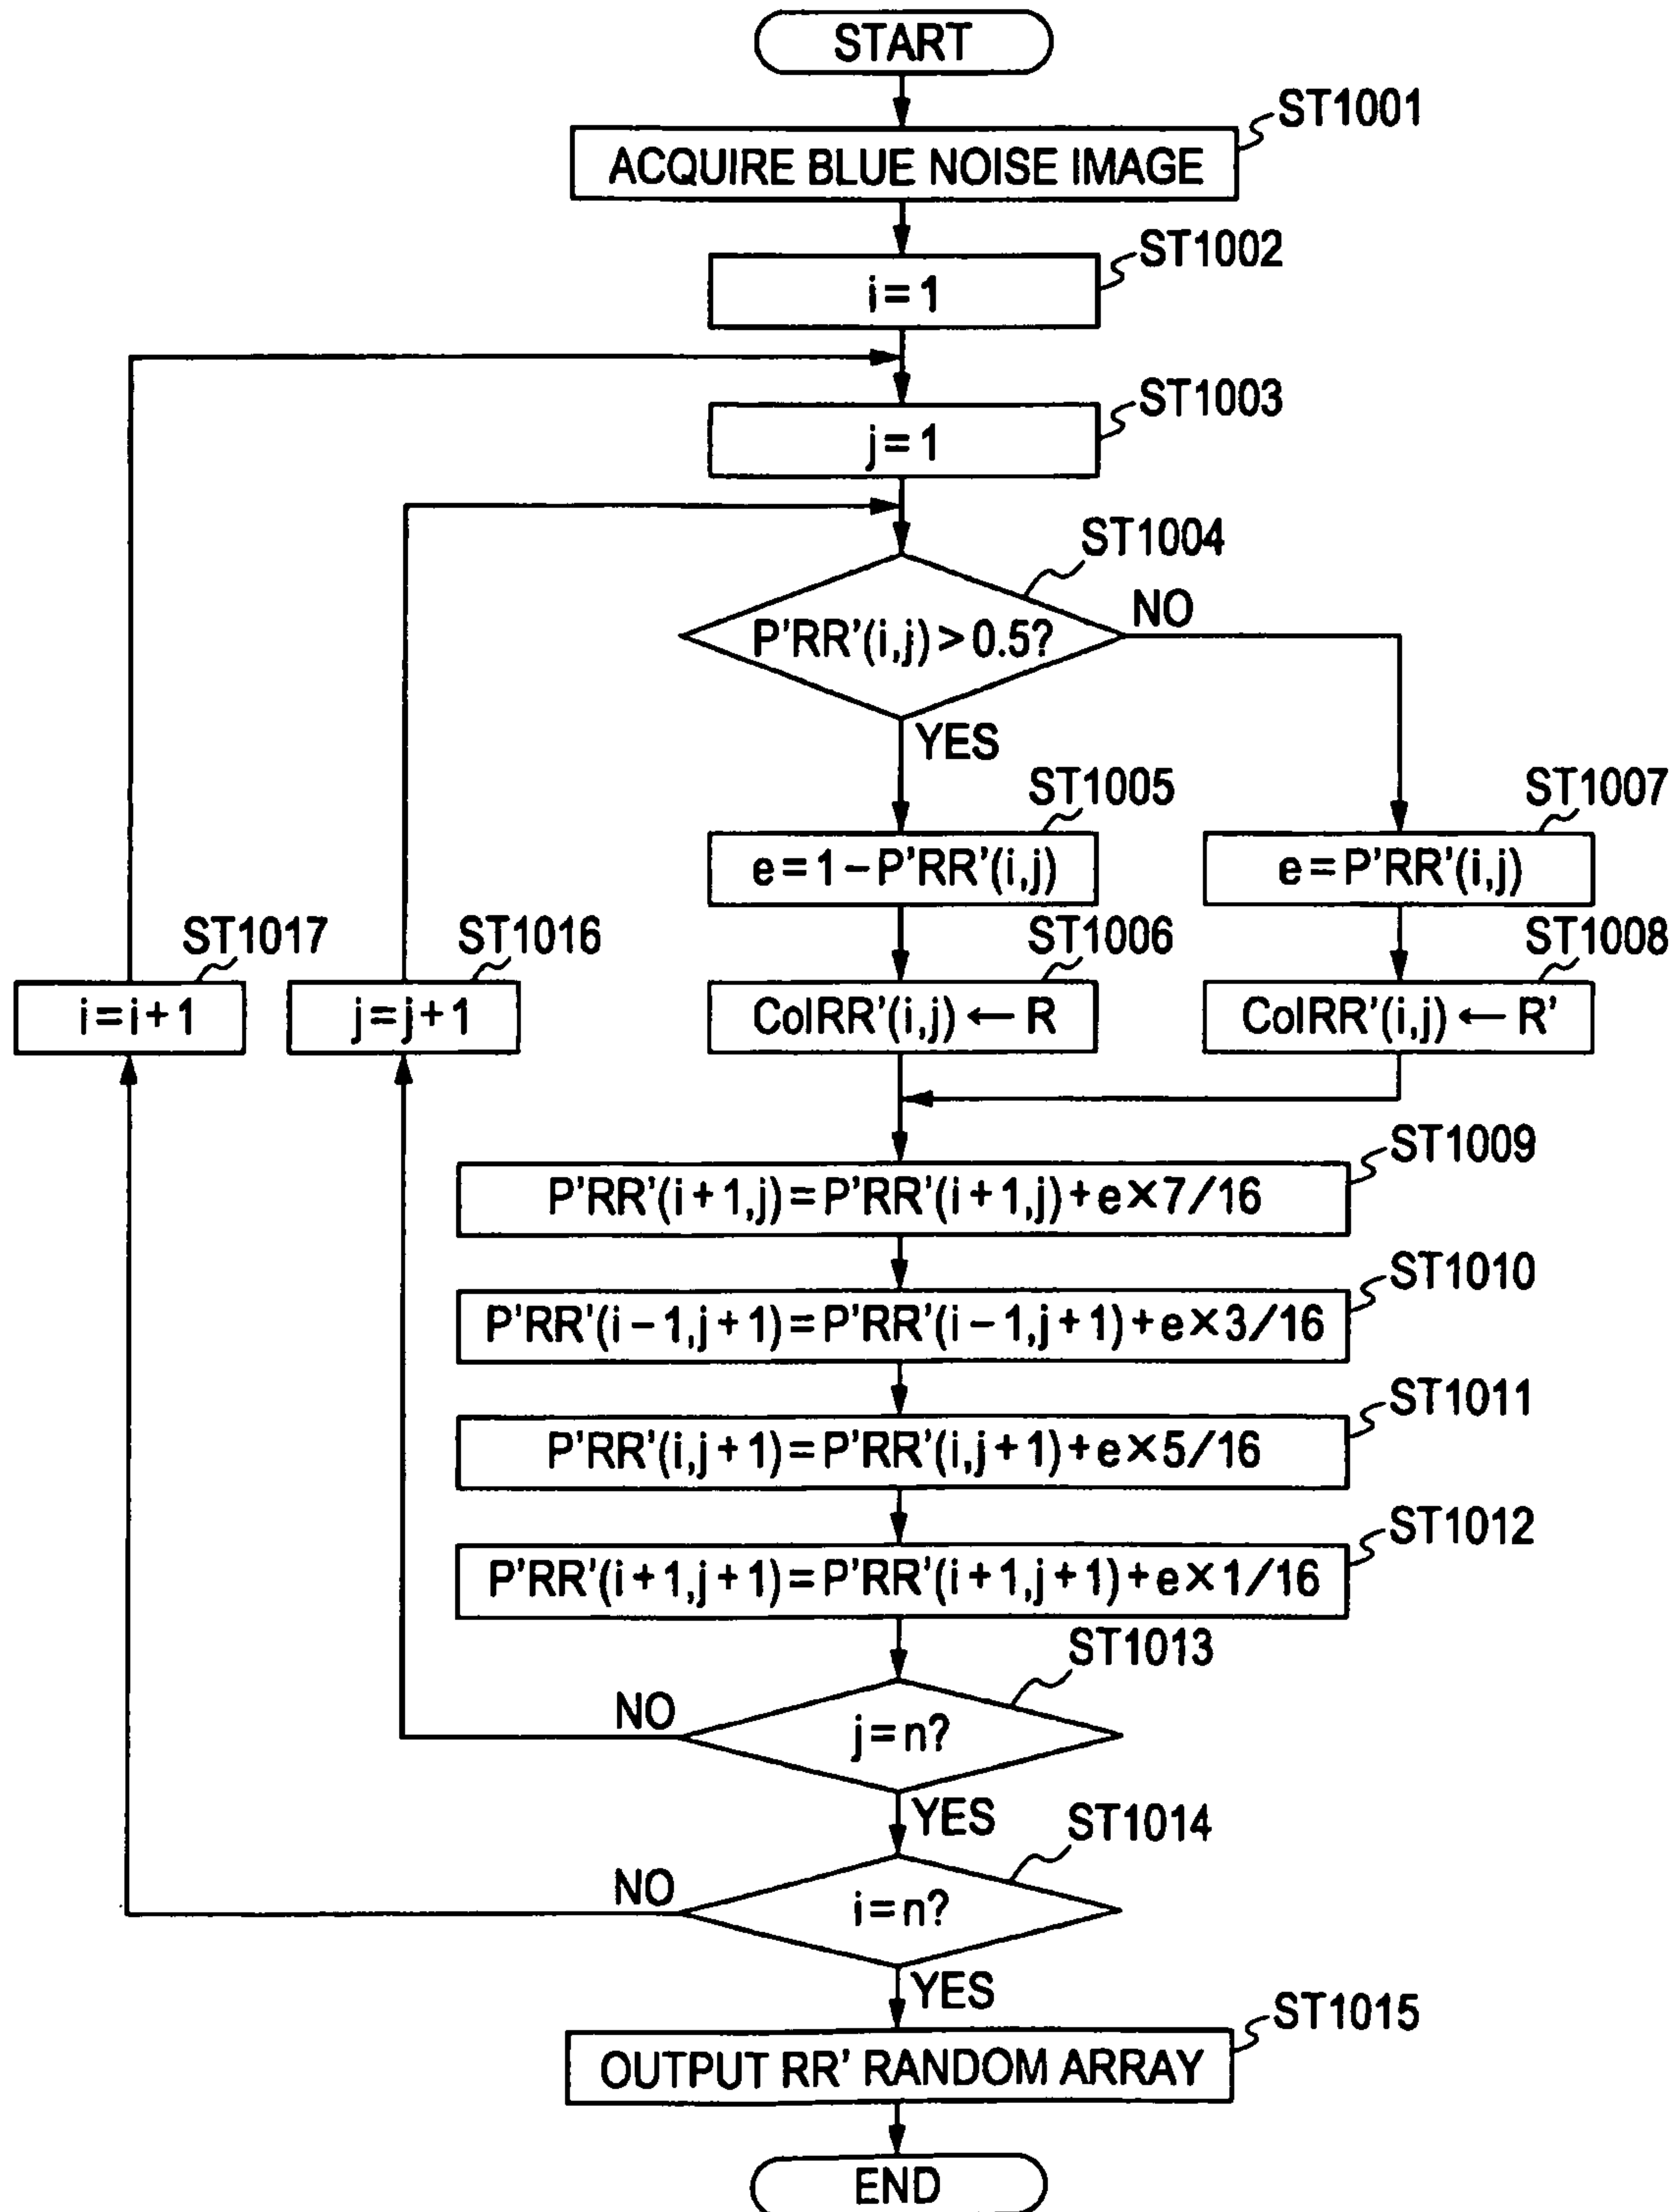 START
ST1001
ACQUIRE BLUE NOISE IMAGE
ST1002
i=1
ST1003
j=1
ST1004
P'RR'(i,j)>0.5?
NO
YES
ST1005
e=1−P'RR'(i,j)
ST1007
e=P'RR'(i,j)
ST1017
i=i+1
ST1016
j=j+1
ST1006
ColRR'(i,j)←R
ST1008
ColRR'(i,j)←R'
ST1009
P'RR'(i+1,j)=P'RR'(i+1,j)+e×7/16
ST1010
P'RR'(i−1,j+1)=P'RR'(i−1,j+1)+e×3/16
ST1011
P'RR'(i,j+1)=P'RR'(i,j+1)+e×5/16
ST1012
P'RR'(i+1,j+1)=P'RR'(i+1,j+1)+e×1/16
ST1013
NO
j=n?
YES
ST1014
NO
i=n?
YES
ST1015
OUTPUT RR' RANDOM ARRAY
END